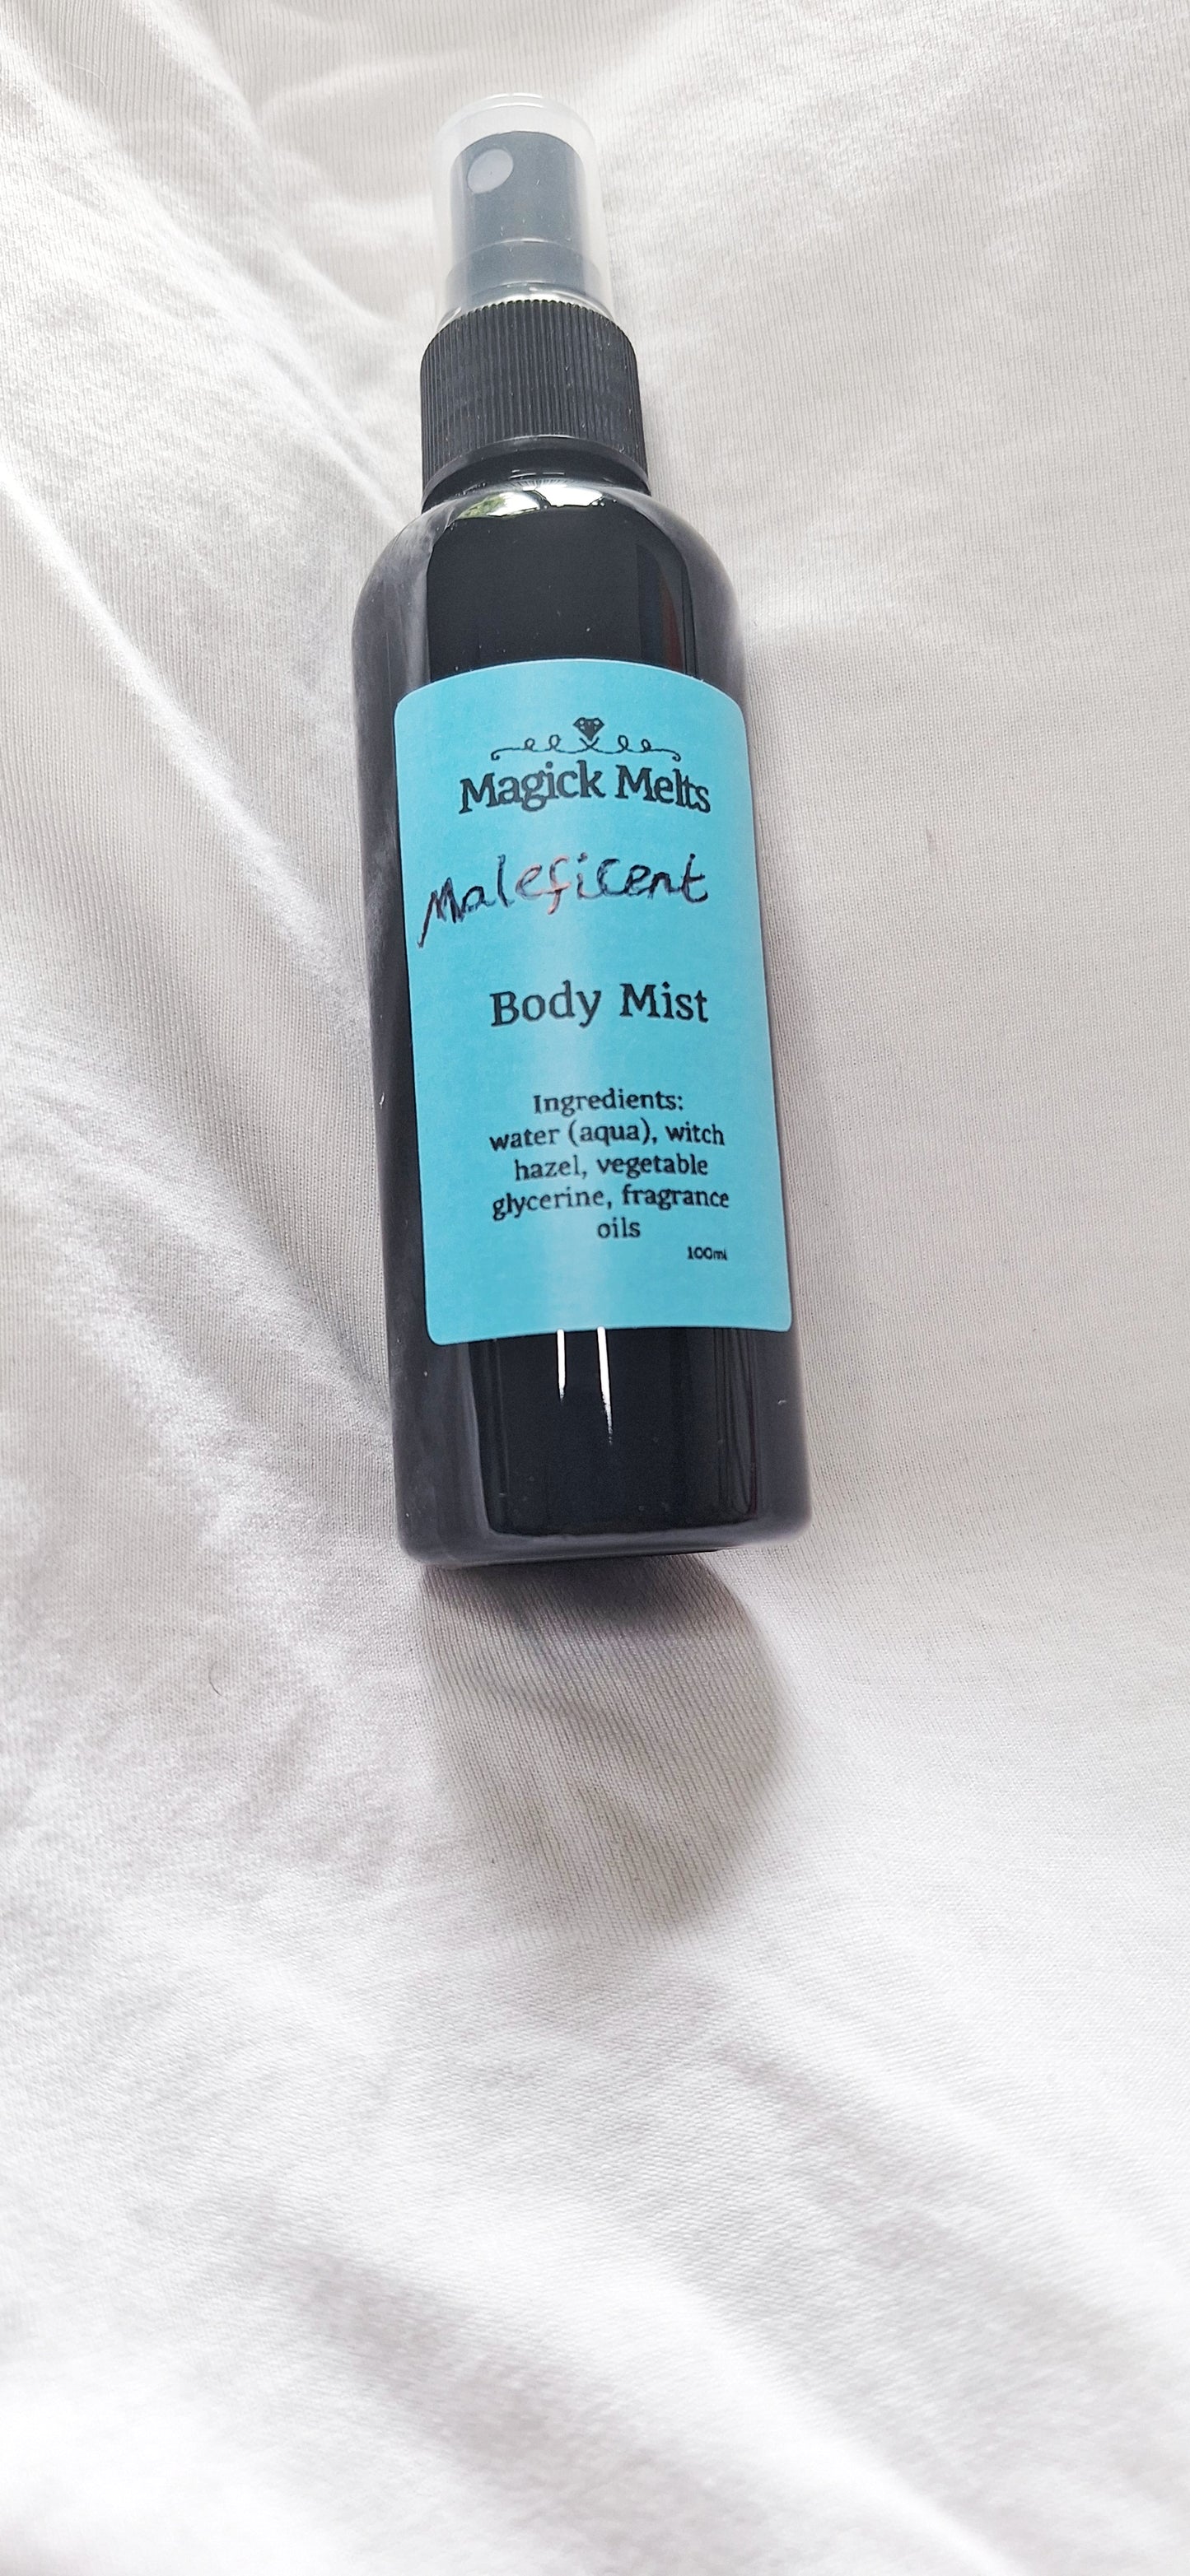 Magick Melts
Maleficent
Body Mist
Ingredients:
water (aqua), witch
hazel, vegetable
glycerine, fragrance
oils
100ml